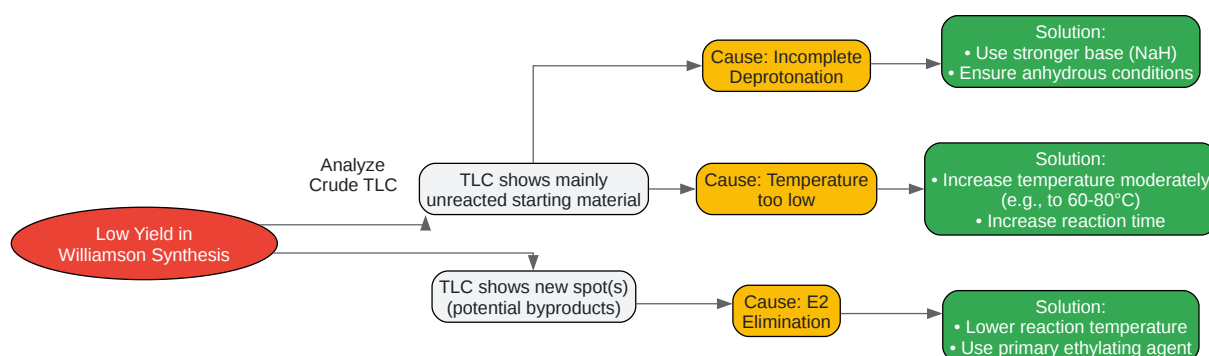 Low Yield in
Williamson Synthesis
Analyze
Crude TLC
TLC shows mainly
unreacted starting material
TLC shows new spot(s)
(potential byproducts)
Cause: Incomplete
Deprotonation
Cause: Temperature
too low
Cause: E2
Elimination
Solution:
• Use stronger base (NaH)
• Ensure anhydrous conditions
Solution:
• Increase temperature moderately
(e.g., to 60-80°C)
• Increase reaction time
Solution:
• Lower reaction temperature
• Use primary ethylating agent